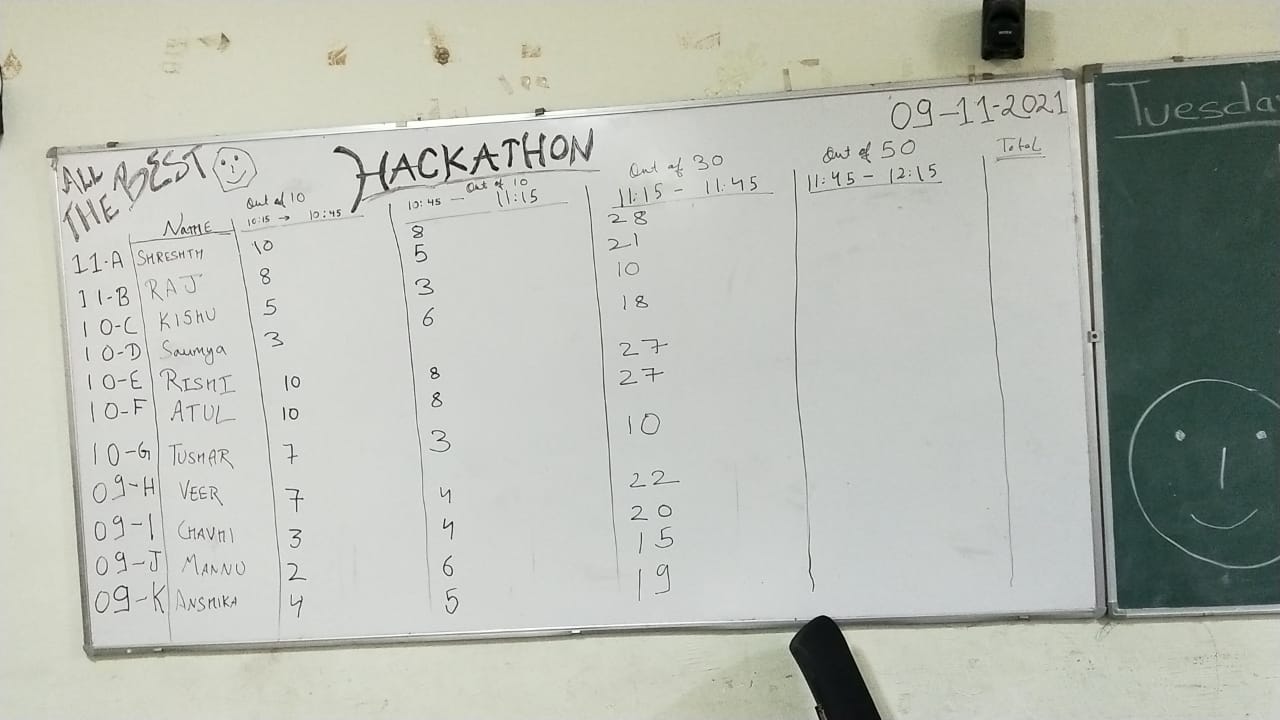 ALL THE BEST
HACKATHON
09-11-2021
NAME
Out of 10
10:15 → 10:45
Out of 10
10:45 — 11:15
Out of 30
11:15 - 11:45
Out of 50
11:45 - 12:15
Total
11-A SHRESHTH 10 8 28
11-B RAJ 8 5 21
10-C KISHU 5 3 10
10-D Saumya 3 6 18
10-E RISHI 10 8 27
10-F ATUL 10 8 27
10-G TUSHAR 7 3 10
09-H VEER 7 4 22
09-I CHAVHI 3 4 20
09-J MANNU 2 6 15
09-K ANSHIKA 4 5 19